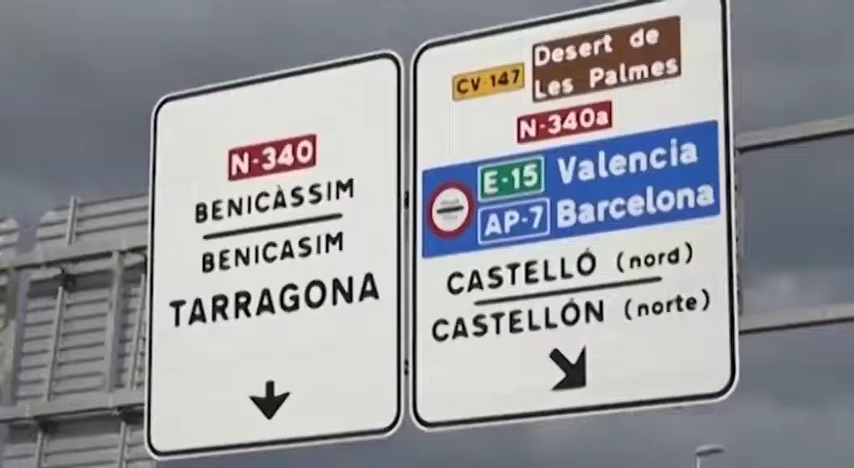 N-340
BENICÀSSIM
BENICASIM
TARRAGONA
CV-147
Desert de
Les Palmes
N-340a
E-15 Valencia
AP-7 Barcelona
CASTELLÓ (nord)
CASTELLÓN (norte)